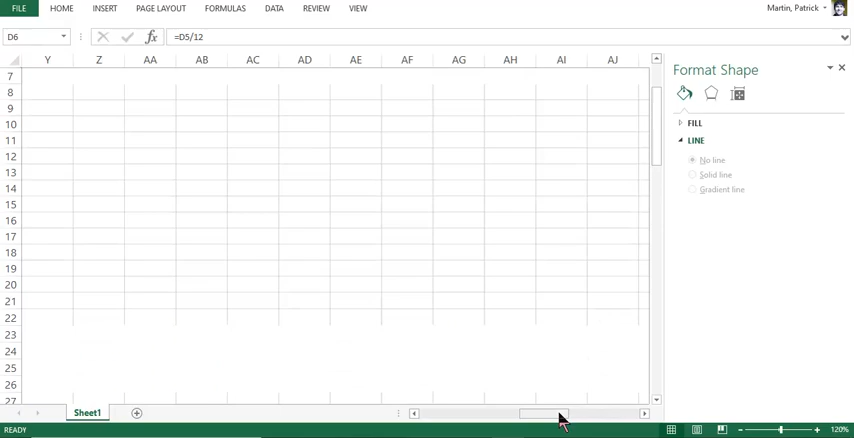 FILE HOME INSERT PAGE LAYOUT FORMULAS DATA REVIEW VIEW Martin, Patrick
D6 fx =D5/12
Y Z AA AB AC AD AE AF AG AH AI AJ
Format Shape
7
8
9
10
11
12
13
14
15
16
17
18
19
20
21
22
23
24
25
26
27
FILL
LINE
No line
Solid line
Gradient line
Sheet1
READY 120%